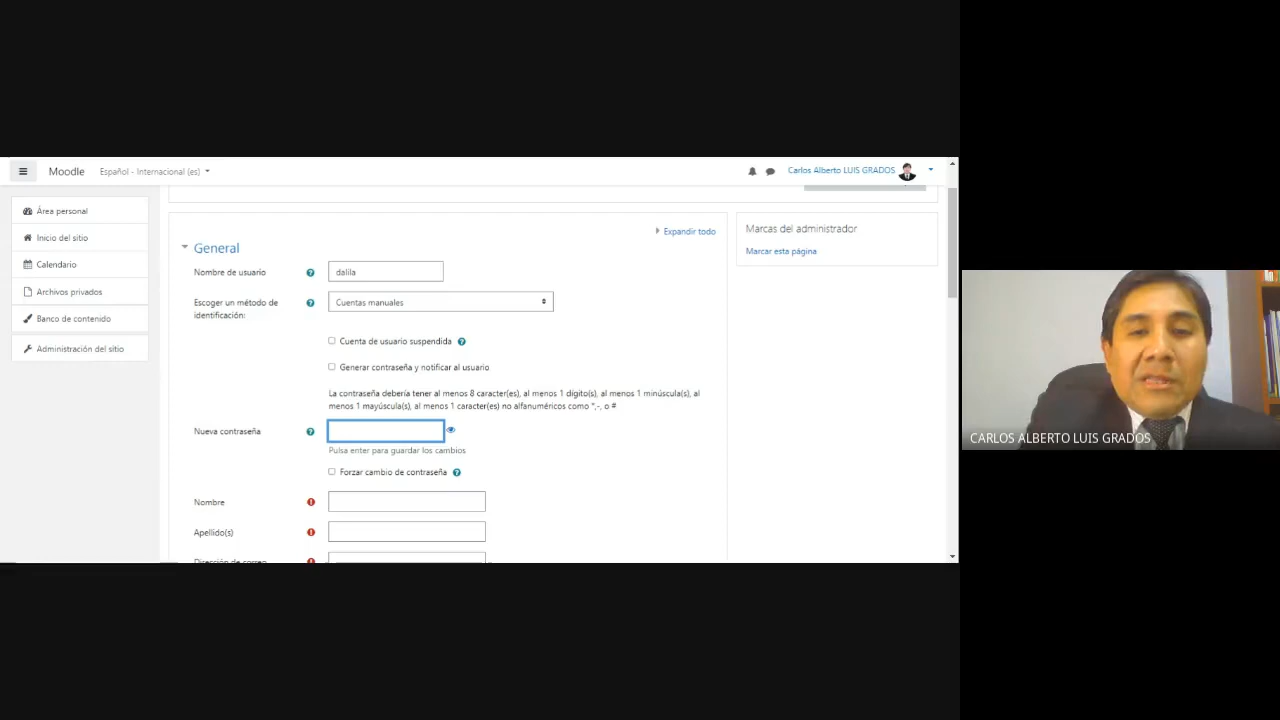 Moodle
Español - Internacional (es)
Carlos Alberto LUIS GRADOS
Área personal
Inicio del sitio
Calendario
Archivos privados
Banco de contenido
Administración del sitio
Expandir todo
General
Nombre de usuario
dalila
Escoger un método de
identificación:
Cuentas manuales
Cuenta de usuario suspendida
Generar contraseña y notificar al usuario
La contraseña debería tener al menos 8 caracter(es), al menos 1 dígito(s), al menos 1 minúscula(s), al
menos 1 mayúscula(s), al menos 1 caracter(es) no alfanuméricos como *,-, o #
Nueva contraseña
Pulsa enter para guardar los cambios
Forzar cambio de contraseña
Nombre
Apellido(s)
Dirección de correo
Marcas del administrador
Marcar esta página
CARLOS ALBERTO LUIS GRADOS